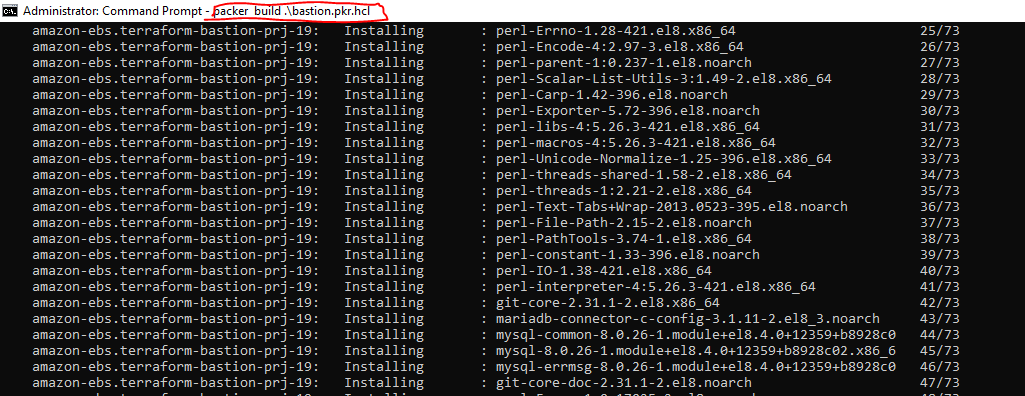 Administrator: Command Prompt - packer build .\bastion.pkr.hcl
amazon-ebs.terraform-bastion-prj-19: Installing : perl-Errno-1.28-421.el8.x86_64 25/73
amazon-ebs.terraform-bastion-prj-19: Installing : perl-Encode-4:2.97-3.el8.x86_64 26/73
amazon-ebs.terraform-bastion-prj-19: Installing : perl-parent-1:0.237-1.el8.noarch 27/73
amazon-ebs.terraform-bastion-prj-19: Installing : perl-Scalar-List-Utils-3:1.49-2.el8.x86_64 28/73
amazon-ebs.terraform-bastion-prj-19: Installing : perl-Carp-1.42-396.el8.noarch 29/73
amazon-ebs.terraform-bastion-prj-19: Installing : perl-Exporter-5.72-396.el8.noarch 30/73
amazon-ebs.terraform-bastion-prj-19: Installing : perl-libs-4:5.26.3-421.el8.x86_64 31/73
amazon-ebs.terraform-bastion-prj-19: Installing : perl-macros-4:5.26.3-421.el8.x86_64 32/73
amazon-ebs.terraform-bastion-prj-19: Installing : perl-Unicode-Normalize-1.25-396.el8.x86_64 33/73
amazon-ebs.terraform-bastion-prj-19: Installing : perl-threads-shared-1.58-2.el8.x86_64 34/73
amazon-ebs.terraform-bastion-prj-19: Installing : perl-threads-1:2.21-2.el8.x86_64 35/73
amazon-ebs.terraform-bastion-prj-19: Installing : perl-Text-Tabs+Wrap-2013.0523-395.el8.noarch 36/73
amazon-ebs.terraform-bastion-prj-19: Installing : perl-File-Path-2.15-2.el8.noarch 37/73
amazon-ebs.terraform-bastion-prj-19: Installing : perl-PathTools-3.74-1.el8.x86_64 38/73
amazon-ebs.terraform-bastion-prj-19: Installing : perl-constant-1.33-396.el8.noarch 39/73
amazon-ebs.terraform-bastion-prj-19: Installing : perl-IO-1.38-421.el8.x86_64 40/73
amazon-ebs.terraform-bastion-prj-19: Installing : perl-interpreter-4:5.26.3-421.el8.x86_64 41/73
amazon-ebs.terraform-bastion-prj-19: Installing : git-core-2.31.1-2.el8.x86_64 42/73
amazon-ebs.terraform-bastion-prj-19: Installing : mariadb-connector-c-config-3.1.11-2.el8_3.noarch 43/73
amazon-ebs.terraform-bastion-prj-19: Installing : mysql-common-8.0.26-1.module+el8.4.0+12359+b8928c0 44/73
amazon-ebs.terraform-bastion-prj-19: Installing : mysql-8.0.26-1.module+el8.4.0+12359+b8928c02.x86_6 45/73
amazon-ebs.terraform-bastion-prj-19: Installing : mysql-errmsg-8.0.26-1.module+el8.4.0+12359+b8928c0 46/73
amazon-ebs.terraform-bastion-prj-19: Installing : git-core-doc-2.31.1-2.el8.noarch 47/73